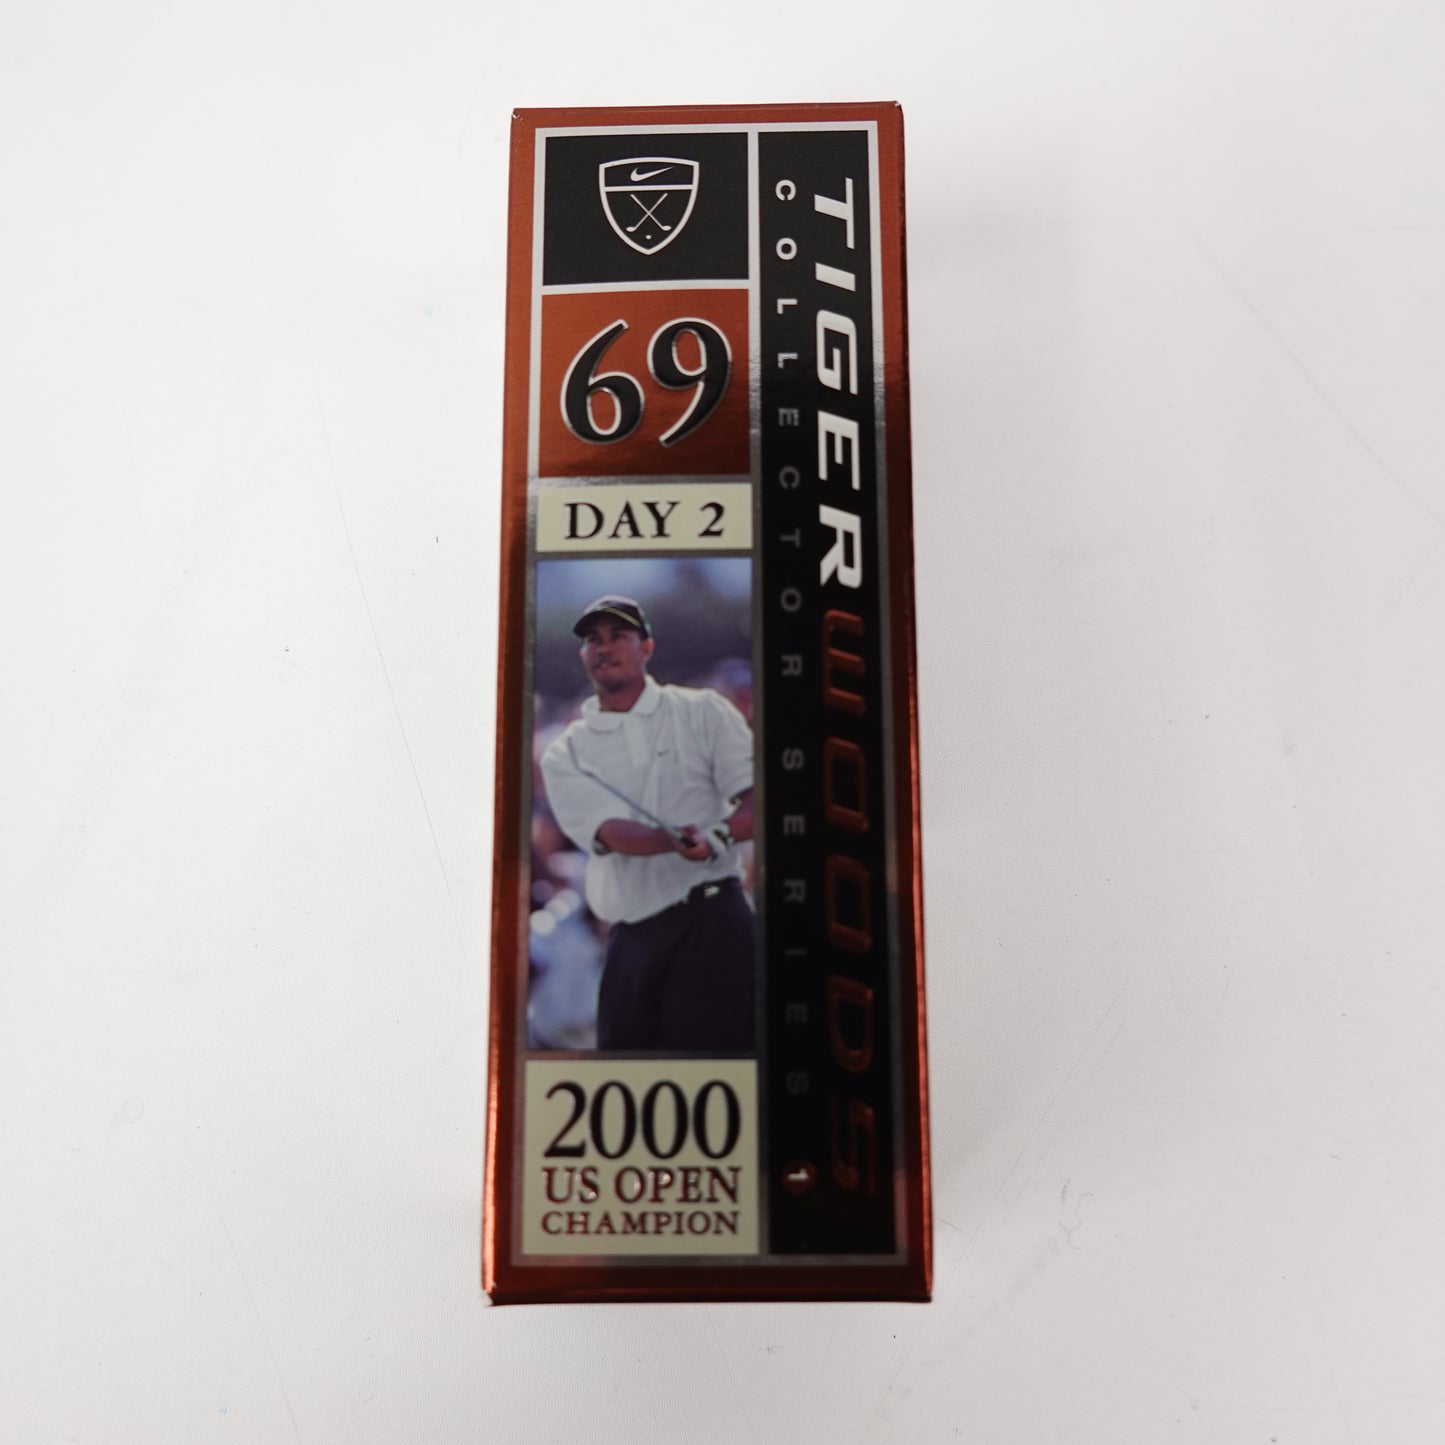 69
DAY 2
2000
US OPEN
CHAMPION
TIGER WOODS
COLLECTOR SERIES 1